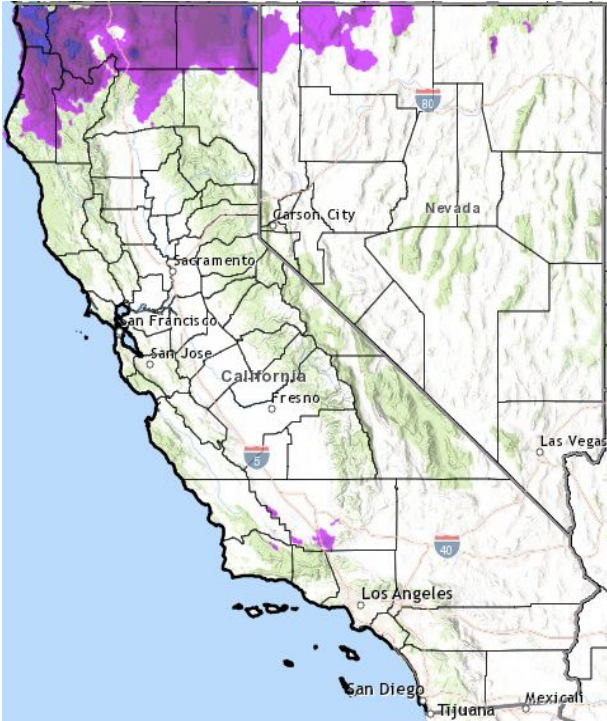 80
Carson City
Nevada
Sacramento
San Francisco
San Jose
California
Fresno
Las Vegas
5
40
Los Angeles
San Diego
Tijuana
Mexicali